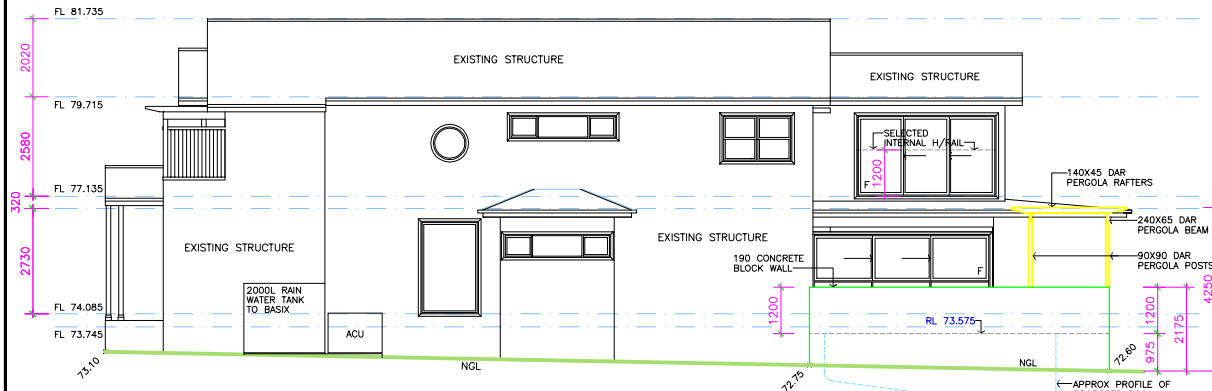 FL 81.735
2020
EXISTING STRUCTURE
EXISTING STRUCTURE
FL 79.715
2580
SELECTED
INTERNAL H/RAIL
1200
F
FL 77.135
320
140X45 DAR
PERGOLA RAFTERS
240X65 DAR
PERGOLA BEAM
2730
EXISTING STRUCTURE
EXISTING STRUCTURE
190 CONCRETE
BLOCK WALL
F
90X90 DAR
PERGOLA POSTS
4250
2000L RAIN
WATER TANK
TO BASIX
FL 74.085
1200
1200
2175
RL 73.575
FL 73.745
ACU
975
73.10
NGL
72.75
NGL
72.60
APPROX PROFILE OF